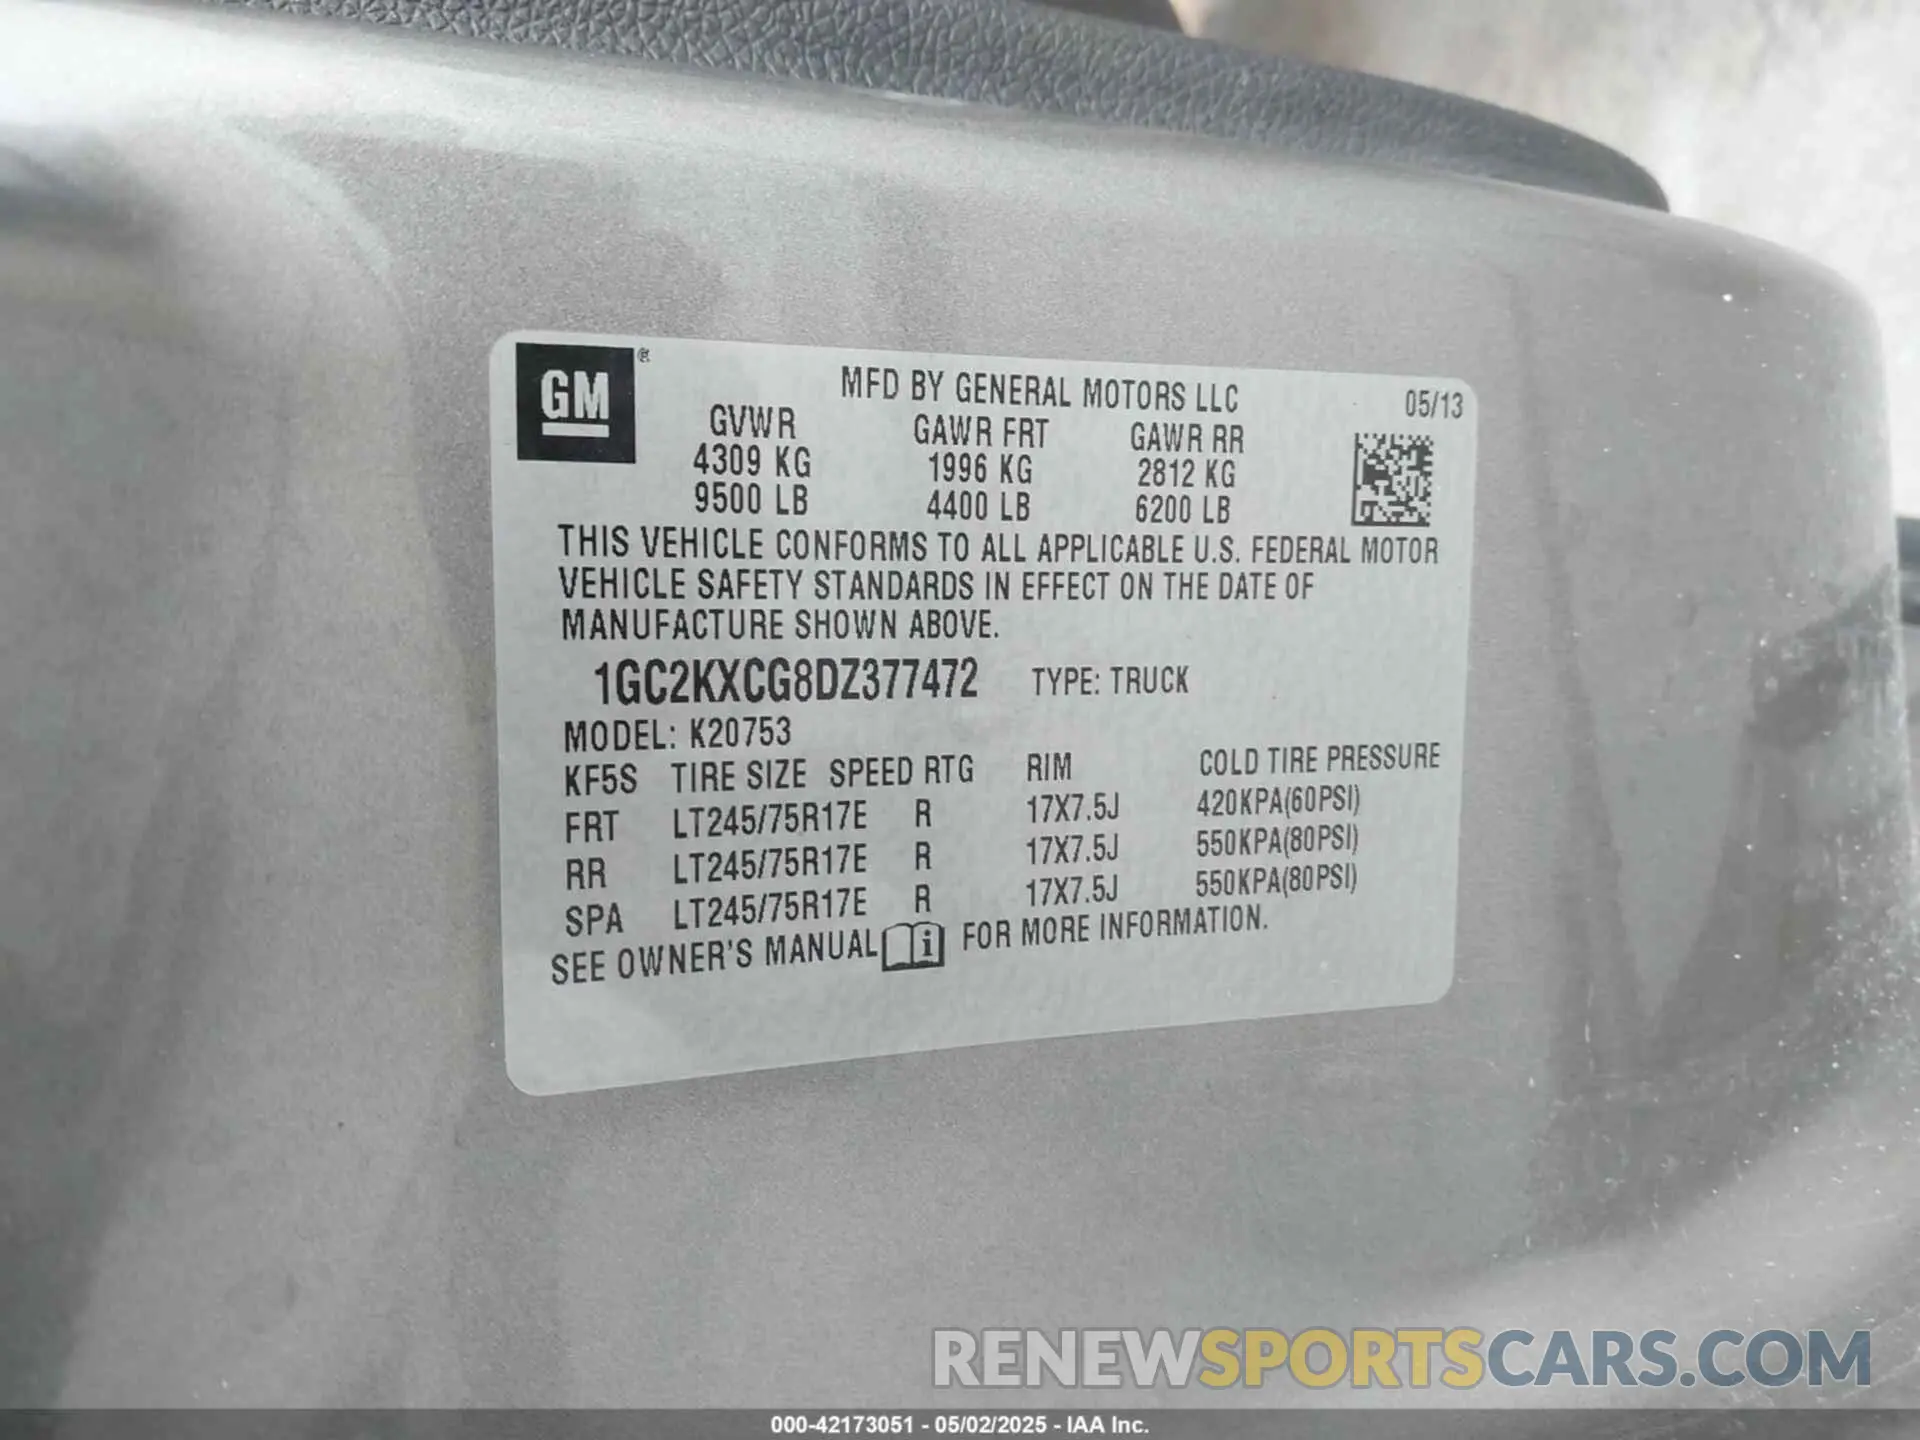 GM ®
MFD BY GENERAL MOTORS LLC 05/13
GVWR GAWR FRT GAWR RR
4309 KG 1996 KG 2812 KG
9500 LB 4400 LB 6200 LB
THIS VEHICLE CONFORMS TO ALL APPLICABLE U.S. FEDERAL MOTOR
VEHICLE SAFETY STANDARDS IN EFFECT ON THE DATE OF
MANUFACTURE SHOWN ABOVE.
1GC2KXCG8DZ377472 TYPE: TRUCK
MODEL: K20753
KF5S TIRE SIZE SPEED RTG RIM COLD TIRE PRESSURE
FRT LT245/75R17E R 17X7.5J 420KPA(60PSI)
RR LT245/75R17E R 17X7.5J 550KPA(80PSI)
SPA LT245/75R17E R 17X7.5J 550KPA(80PSI)
SEE OWNER'S MANUAL i FOR MORE INFORMATION.
RENEWSPORTSCARS.COM
000-42173051 - 05/02/2025 - IAA Inc.